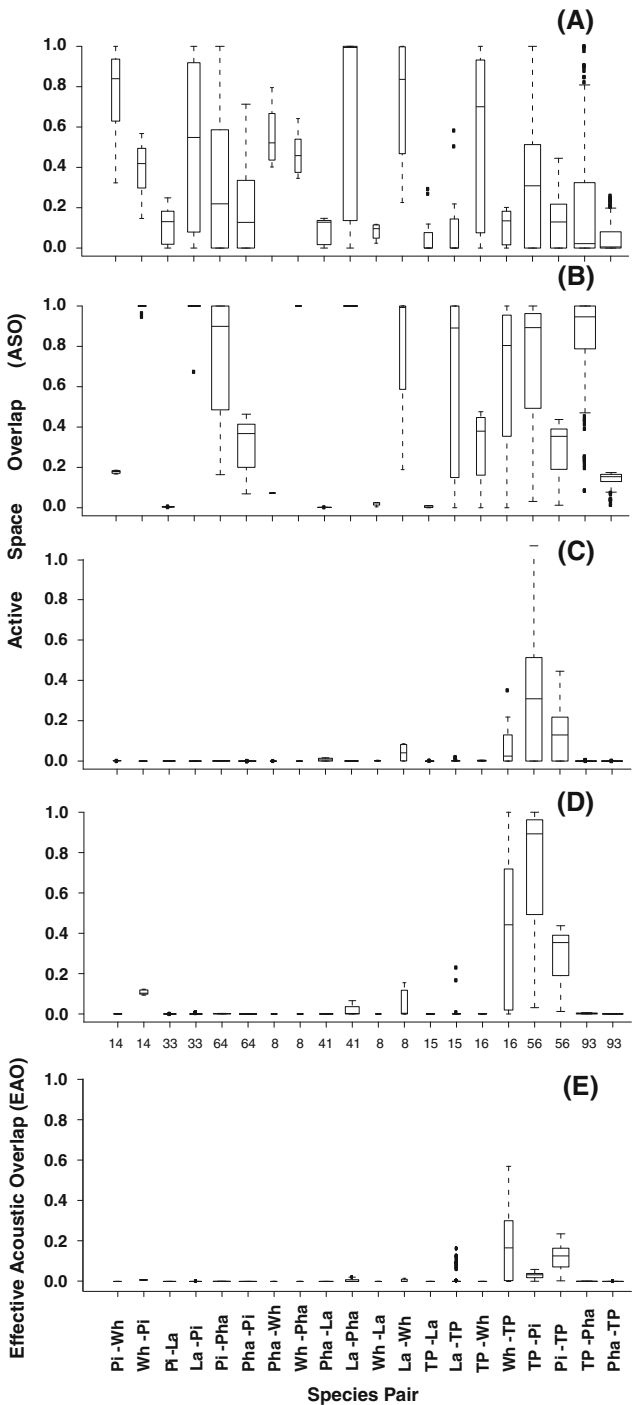 (A)
1.0
0.8
0.6
0.4
0.2
0.0
(B)
1.0
0.8
0.6
0.4
0.2
0.0
Active Space Overlap (ASO)
(C)
1.0
0.8
0.6
0.4
0.2
0.0
(D)
1.0
0.8
0.6
0.4
0.2
0.0
14 14 33 33 64 64 8 8 41 41 8 8 15 15 16 16 56 56 93 93
(E)
1.0
0.8
0.6
0.4
0.2
0.0
Effective Acoustic Overlap (EAO)
Pi -Wh
Wh -Pi
Pi -La
La -Pi
Pi -Pha
Pha -Pi
Pha -Wh
Wh -Pha
Pha -La
La -Pha
Wh -La
La -Wh
TP -La
La -TP
TP -Wh
Wh -TP
TP -Pi
Pi -TP
TP -Pha
Pha -TP
Species Pair